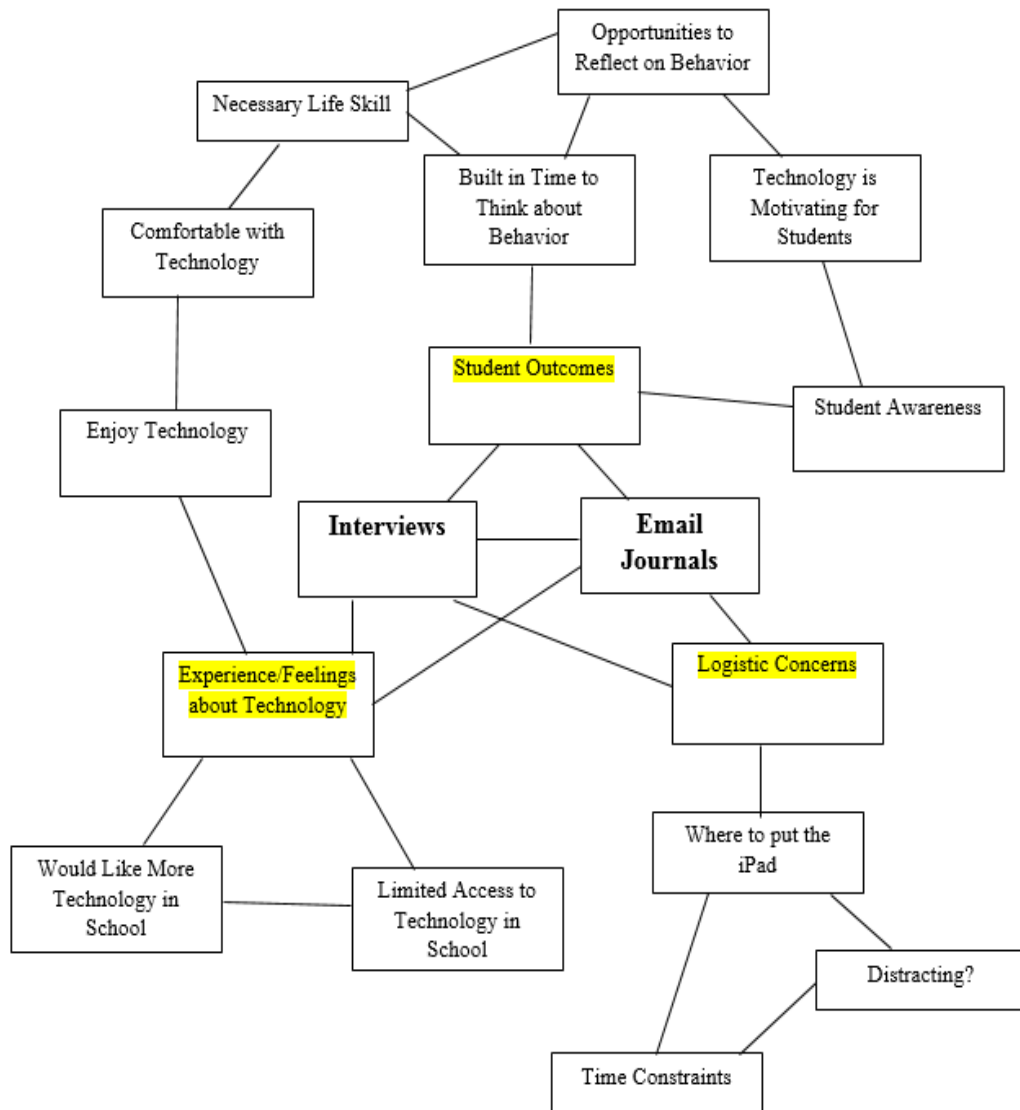 Opportunities to
Reflect on Behavior
Necessary Life Skill
Built in Time to
Think about
Behavior
Technology is
Motivating for
Students
Comfortable with
Technology
Student Outcomes
Student Awareness
Enjoy Technology
Interviews
Email
Journals
Experience/Feelings
about Technology
Logistic Concerns
Where to put the
iPad
Would Like More
Technology in
School
Limited Access to
Technology in
School
Distracting?
Time Constraints